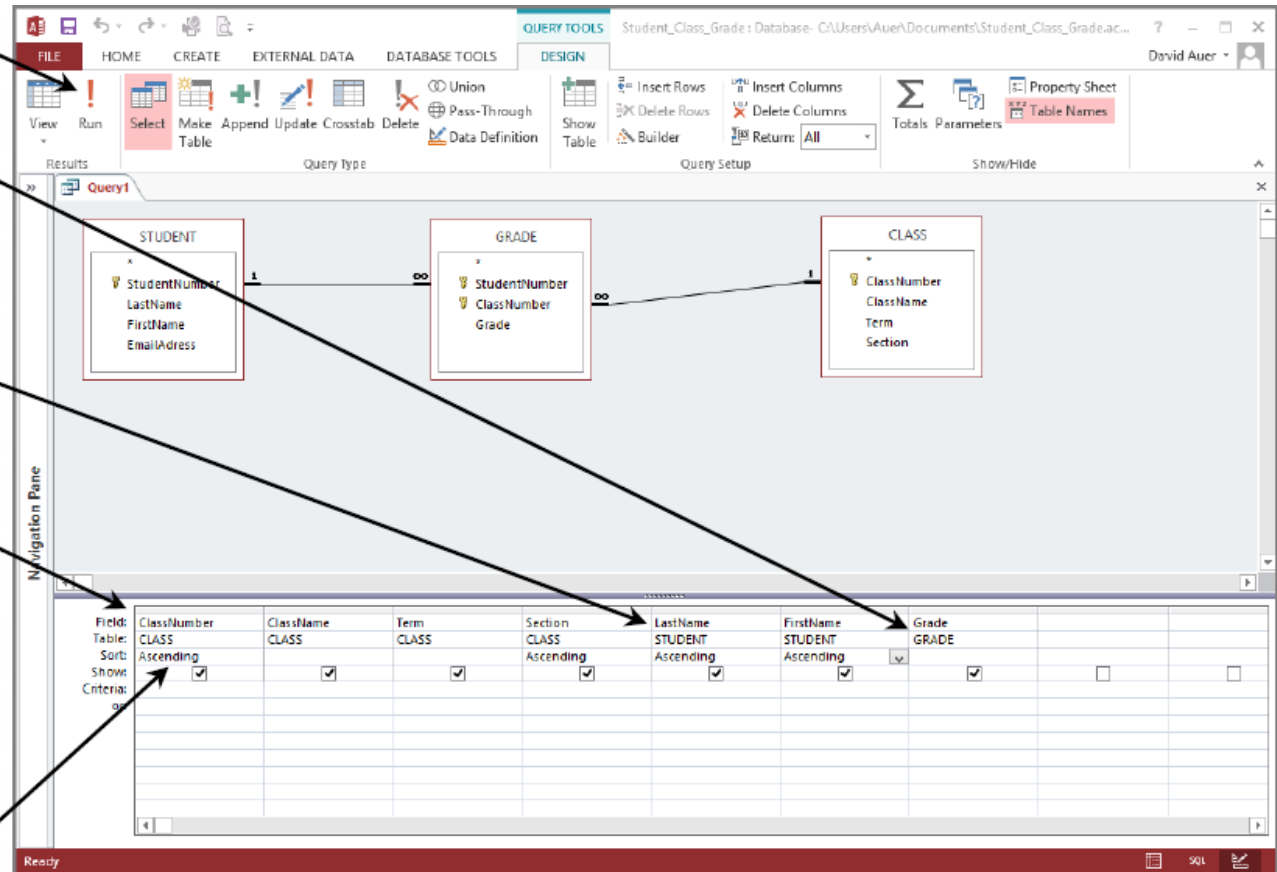 QUERY TOOLS Student_Class_Grade : Database- C:\Users\Auer\Documents\Student_Class_Grade.ac... ?
FILE HOME CREATE EXTERNAL DATA DATABASE TOOLS DESIGN David Auer
View Run Select Make Table Append Update Crosstab Delete
Union
Pass-Through
Data Definition
Show Table
Insert Rows
Delete Rows
Builder
Insert Columns
Delete Columns
Return: All
Totals Parameters
Property Sheet
Table Names
Results Query Type Query Setup Show/Hide
» Query1
STUDENT
*
StudentNumber
LastName
FirstName
EmailAdress
1 ∞
GRADE
*
StudentNumber
ClassNumber
Grade
∞ 1
CLASS
*
ClassNumber
ClassName
Term
Section
Navigation Pane
Field: ClassNumber ClassName Term Section LastName FirstName Grade
Table: CLASS CLASS CLASS CLASS STUDENT STUDENT GRADE
Sort: Ascending Ascending Ascending Ascending
Show:
Criteria:
or:
Ready SQL